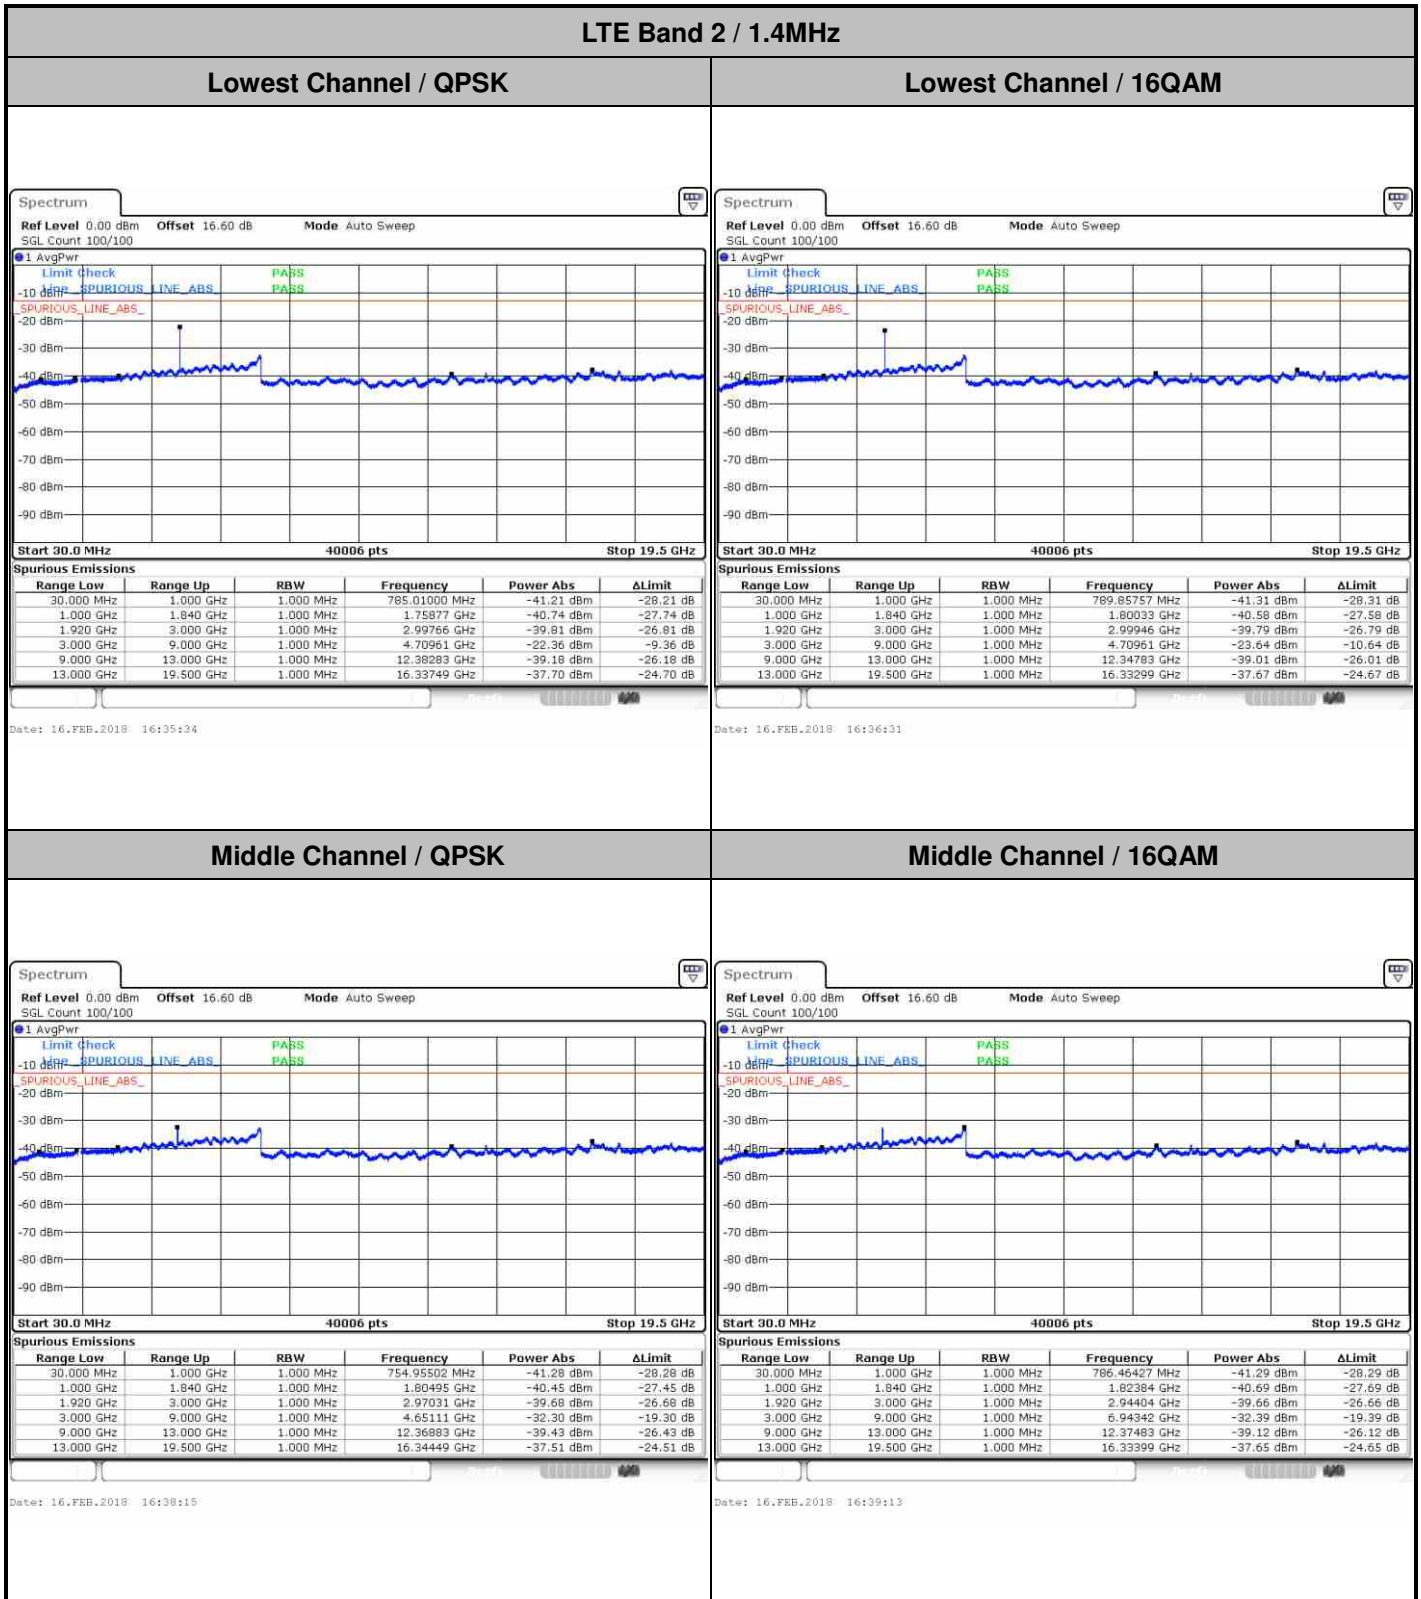 LTE Band 2 / 1.4MHz
Lowest Channel / QPSK
Lowest Channel / 16QAM
Spectrum
Ref Level 0.00 dBm Offset 16.60 dB Mode Auto Sweep
SGL Count 100/100
1 AvgPwr
Limit Check PASS
Line _SPURIOUS_LINE_ABS_ PASS
-10 dBm
_SPURIOUS_LINE_ABS_
-20 dBm
-30 dBm
-40 dBm
-50 dBm
-60 dBm
-70 dBm
-80 dBm
-90 dBm
Start 30.0 MHz 40006 pts Stop 19.5 GHz
Spurious Emissions
Range Low Range Up RBW Frequency Power Abs ΔLimit
30.000 MHz 1.000 GHz 1.000 MHz 785.01000 MHz -41.21 dBm -28.21 dB
1.000 GHz 1.840 GHz 1.000 MHz 1.75877 GHz -40.74 dBm -27.74 dB
1.920 GHz 3.000 GHz 1.000 MHz 2.99766 GHz -39.81 dBm -26.81 dB
3.000 GHz 9.000 GHz 1.000 MHz 4.70961 GHz -22.36 dBm -9.36 dB
9.000 GHz 13.000 GHz 1.000 MHz 12.38283 GHz -39.18 dBm -26.18 dB
13.000 GHz 19.500 GHz 1.000 MHz 16.33749 GHz -37.70 dBm -24.70 dB
Date: 16.FEB.2018 16:35:34
Spectrum
Ref Level 0.00 dBm Offset 16.60 dB Mode Auto Sweep
SGL Count 100/100
1 AvgPwr
Limit Check PASS
Line _SPURIOUS_LINE_ABS_ PASS
-10 dBm
_SPURIOUS_LINE_ABS_
-20 dBm
-30 dBm
-40 dBm
-50 dBm
-60 dBm
-70 dBm
-80 dBm
-90 dBm
Start 30.0 MHz 40006 pts Stop 19.5 GHz
Spurious Emissions
Range Low Range Up RBW Frequency Power Abs ΔLimit
30.000 MHz 1.000 GHz 1.000 MHz 789.85757 MHz -41.31 dBm -28.31 dB
1.000 GHz 1.840 GHz 1.000 MHz 1.80033 GHz -40.58 dBm -27.58 dB
1.920 GHz 3.000 GHz 1.000 MHz 2.99946 GHz -39.79 dBm -26.79 dB
3.000 GHz 9.000 GHz 1.000 MHz 4.70961 GHz -23.64 dBm -10.64 dB
9.000 GHz 13.000 GHz 1.000 MHz 12.34783 GHz -39.01 dBm -26.01 dB
13.000 GHz 19.500 GHz 1.000 MHz 16.33299 GHz -37.67 dBm -24.67 dB
Date: 16.FEB.2018 16:36:31
Middle Channel / QPSK
Middle Channel / 16QAM
Spectrum
Ref Level 0.00 dBm Offset 16.60 dB Mode Auto Sweep
SGL Count 100/100
1 AvgPwr
Limit Check PASS
Line _SPURIOUS_LINE_ABS_ PASS
-10 dBm
_SPURIOUS_LINE_ABS_
-20 dBm
-30 dBm
-40 dBm
-50 dBm
-60 dBm
-70 dBm
-80 dBm
-90 dBm
Start 30.0 MHz 40006 pts Stop 19.5 GHz
Spurious Emissions
Range Low Range Up RBW Frequency Power Abs ΔLimit
30.000 MHz 1.000 GHz 1.000 MHz 754.95502 MHz -41.28 dBm -28.28 dB
1.000 GHz 1.840 GHz 1.000 MHz 1.80495 GHz -40.45 dBm -27.45 dB
1.920 GHz 3.000 GHz 1.000 MHz 2.97031 GHz -39.68 dBm -26.68 dB
3.000 GHz 9.000 GHz 1.000 MHz 4.65111 GHz -32.30 dBm -19.30 dB
9.000 GHz 13.000 GHz 1.000 MHz 12.36883 GHz -39.43 dBm -26.43 dB
13.000 GHz 19.500 GHz 1.000 MHz 16.34449 GHz -37.51 dBm -24.51 dB
Date: 16.FEB.2018 16:38:15
Spectrum
Ref Level 0.00 dBm Offset 16.60 dB Mode Auto Sweep
SGL Count 100/100
1 AvgPwr
Limit Check PASS
Line _SPURIOUS_LINE_ABS_ PASS
-10 dBm
_SPURIOUS_LINE_ABS_
-20 dBm
-30 dBm
-40 dBm
-50 dBm
-60 dBm
-70 dBm
-80 dBm
-90 dBm
Start 30.0 MHz 40006 pts Stop 19.5 GHz
Spurious Emissions
Range Low Range Up RBW Frequency Power Abs ΔLimit
30.000 MHz 1.000 GHz 1.000 MHz 786.46427 MHz -41.29 dBm -28.29 dB
1.000 GHz 1.840 GHz 1.000 MHz 1.82384 GHz -40.69 dBm -27.69 dB
1.920 GHz 3.000 GHz 1.000 MHz 2.94404 GHz -39.66 dBm -26.66 dB
3.000 GHz 9.000 GHz 1.000 MHz 6.94342 GHz -32.39 dBm -19.39 dB
9.000 GHz 13.000 GHz 1.000 MHz 12.37483 GHz -39.12 dBm -26.12 dB
13.000 GHz 19.500 GHz 1.000 MHz 16.33399 GHz -37.65 dBm -24.65 dB
Date: 16.FEB.2018 16:39:13